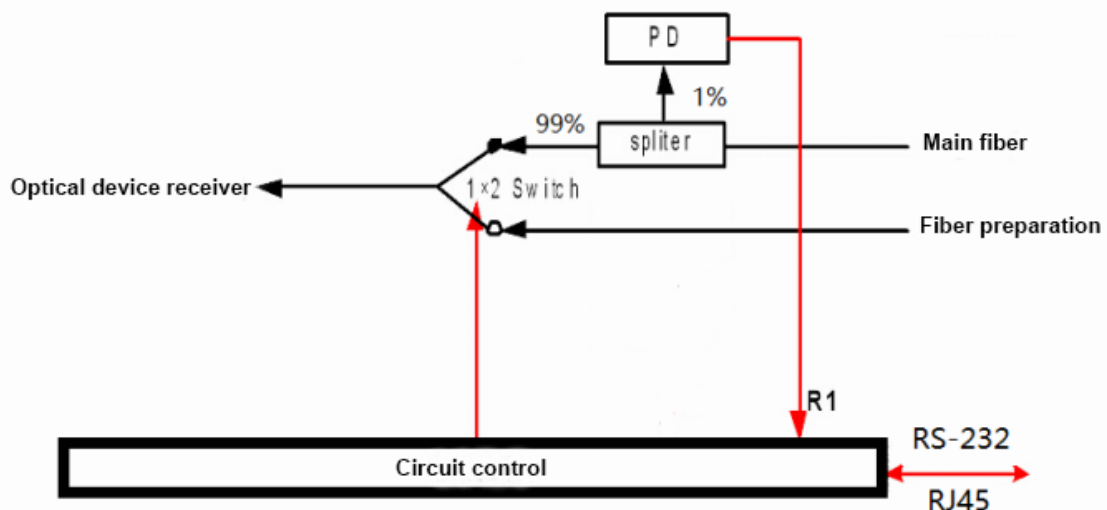 PD
1%
99%
spliter
Main fiber
Optical device receiver
1×2 Switch
Fiber preparation
R1
RS-232
Circuit control
RJ45